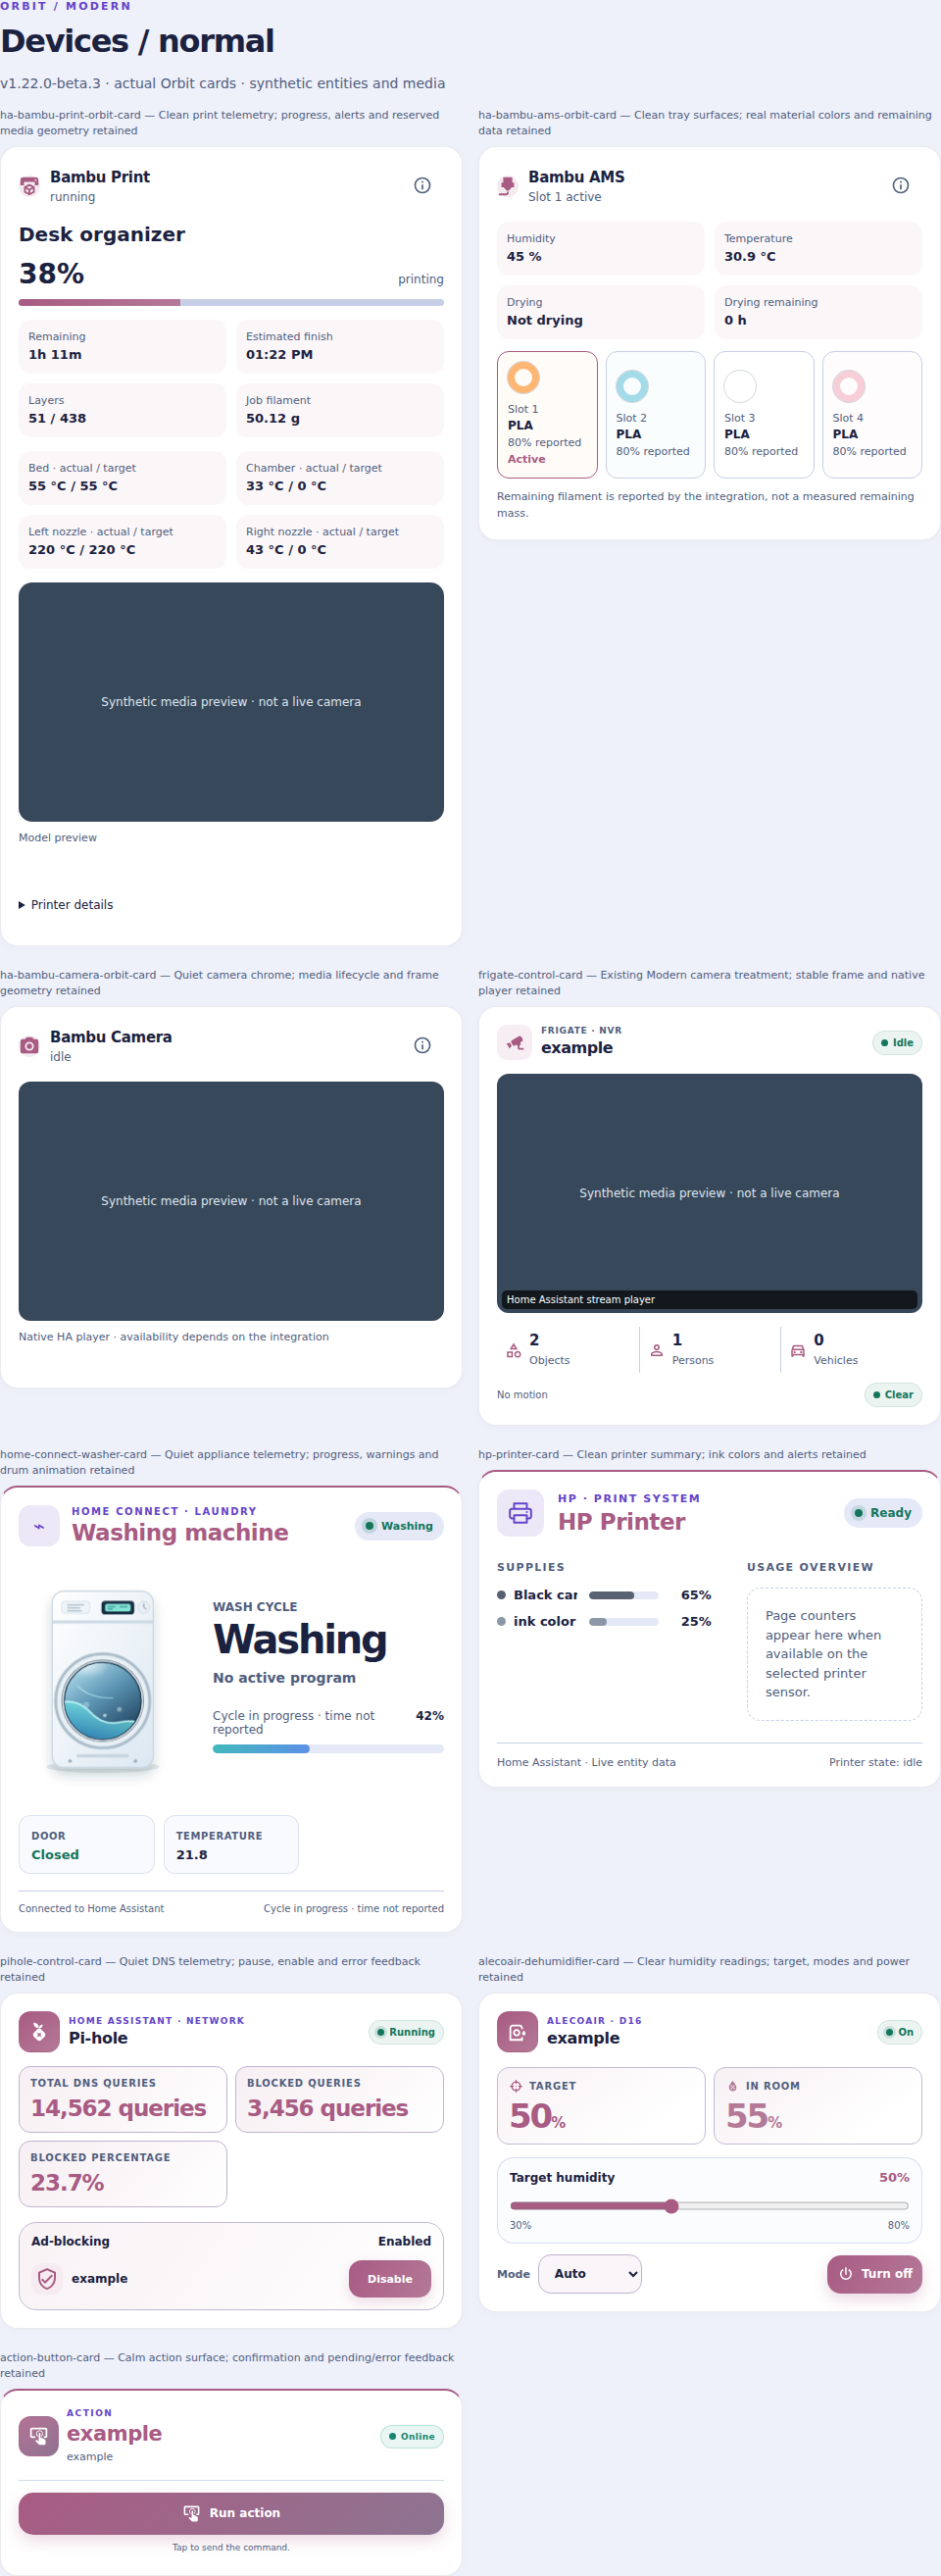 ORBIT / MODERN
Devices / normal
v1.22.0-beta.3 · actual Orbit cards · synthetic entities and media
ha-bambu-print-orbit-card — Clean print telemetry; progress, alerts and reserved
media geometry retained
Bambu Print
running
Desk organizer
38%
printing
Remaining
1h 11m
Estimated finish
01:22 PM
Layers
51 / 438
Job filament
50.12 g
Bed · actual / target
55 °C / 55 °C
Chamber · actual / target
33 °C / 0 °C
Left nozzle · actual / target
220 °C / 220 °C
Right nozzle · actual / target
43 °C / 0 °C
Synthetic media preview · not a live camera
Model preview
Printer details
ha-bambu-ams-orbit-card — Clean tray surfaces; real material colors and remaining
data retained
Bambu AMS
Slot 1 active
Humidity
45 %
Temperature
30.9 °C
Drying
Not drying
Drying remaining
0 h
Slot 1
PLA
80% reported
Active
Slot 2
PLA
80% reported
Slot 3
PLA
80% reported
Slot 4
PLA
80% reported
Remaining filament is reported by the integration, not a measured remaining
mass.
ha-bambu-camera-orbit-card — Quiet camera chrome; media lifecycle and frame
geometry retained
Bambu Camera
idle
Synthetic media preview · not a live camera
Native HA player · availability depends on the integration
frigate-control-card — Existing Modern camera treatment; stable frame and native
player retained
FRIGATE · NVR
example
Idle
Synthetic media preview · not a live camera
Home Assistant stream player
2
Objects
1
Persons
0
Vehicles
No motion
Clear
home-connect-washer-card — Quiet appliance telemetry; progress, warnings and
drum animation retained
HOME CONNECT · LAUNDRY
Washing machine
Washing
WASH CYCLE
Washing
No active program
Cycle in progress · time not
reported
42%
DOOR
Closed
TEMPERATURE
21.8
Connected to Home Assistant
Cycle in progress · time not reported
hp-printer-card — Clean printer summary; ink colors and alerts retained
HP · PRINT SYSTEM
HP Printer
Ready
SUPPLIES
Black car
65%
ink color
25%
USAGE OVERVIEW
Page counters
appear here when
available on the
selected printer
sensor.
Home Assistant · Live entity data
Printer state: idle
pihole-control-card — Quiet DNS telemetry; pause, enable and error feedback
retained
HOME ASSISTANT · NETWORK
Pi-hole
Running
TOTAL DNS QUERIES
14,562 queries
BLOCKED QUERIES
3,456 queries
BLOCKED PERCENTAGE
23.7%
Ad-blocking
Enabled
example
Disable
alecoair-dehumidifier-card — Clear humidity readings; target, modes and power
retained
ALECOAIR · D16
example
On
TARGET
50%
IN ROOM
55%
Target humidity
50%
30%
80%
Mode
Auto
Turn off
action-button-card — Calm action surface; confirmation and pending/error feedback
retained
ACTION
example
example
Online
Run action
Tap to send the command.